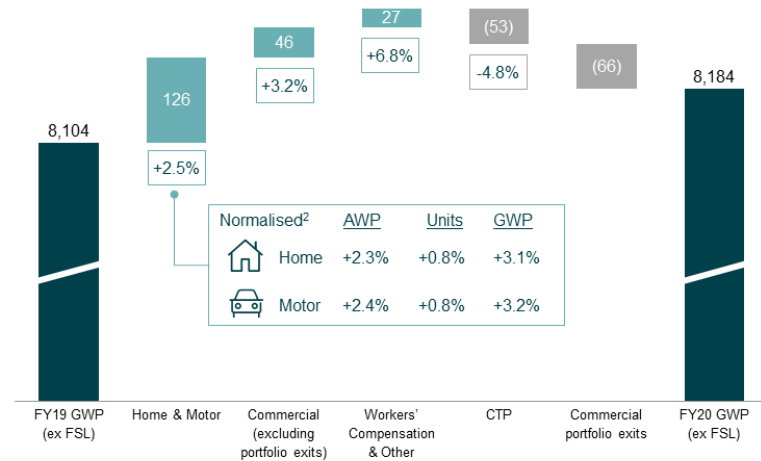 27
(53)
46
(66)
+6.8%
-4.8%
8,184
+3.2%
126
8,104
+2.5%
Normalised² AWP Units GWP
Home +2.3% +0.8% +3.1%
Motor +2.4% +0.8% +3.2%
FY19 GWP
(ex FSL)
Home & Motor
Commercial
(excluding
portfolio exits)
Workers'
Compensation
& Other
CTP
Commercial
portfolio exits
FY20 GWP
(ex FSL)